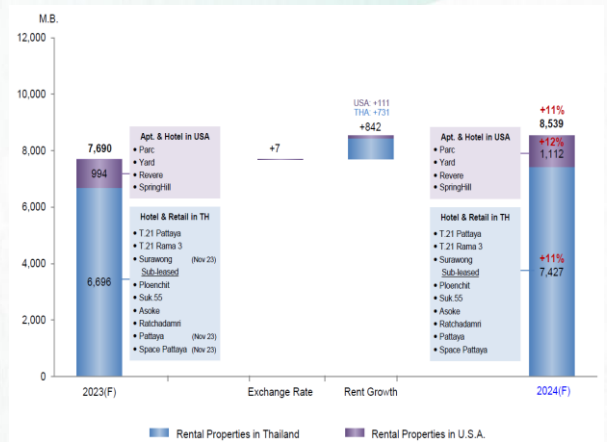 M.B.
12,000
10,000
8,000
6,000
4,000
2,000
0
7,690
994
6,696
Apt. & Hotel in USA
• Parc
• Yard
• Revere
• SpringHill
Hotel & Retail in TH
• T.21 Pattaya
• T.21 Rama 3
• Surawong (Nov 23)
Sub-leased
• Ploenchit
• Suk.55
• Asoke
• Ratchadamri
• Pattaya (Nov 23)
• Space Pattaya (Nov 23)
+7
USA: +111
THA: +731
+842
Apt. & Hotel in USA
• Parc
• Yard
• Revere
• SpringHill
Hotel & Retail in TH
• T.21 Pattaya
• T.21 Rama 3
• Surawong
Sub-leased
• Ploenchit
• Suk.55
• Asoke
• Ratchadamri
• Pattaya
• Space Pattaya
+11%
8,539
+12%
1,112
+11%
7,427
2023(F)
Exchange Rate
Rent Growth
2024(F)
Rental Properties in Thailand
Rental Properties in U.S.A.